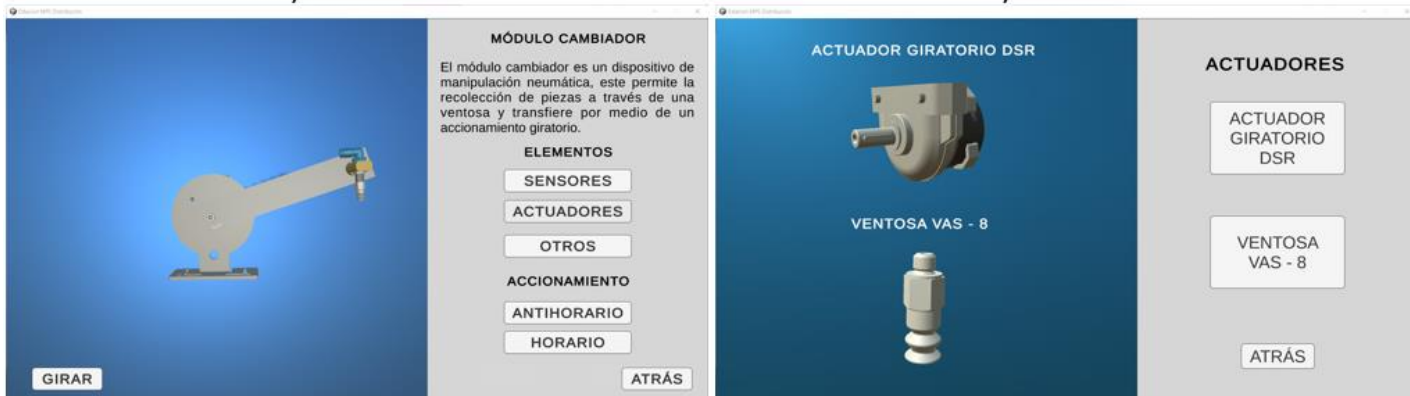 MÓDULO CAMBIADOR
El módulo cambiador es un dispositivo de
manipulación neumática, este permite la
recolección de piezas a través de una
ventosa y transfiere por medio de un
accionamiento giratorio.
ELEMENTOS
SENSORES
ACTUADORES
OTROS
ACCIONAMIENTO
ANTIHORARIO
HORARIO
GIRAR
ATRÁS
ACTUADOR GIRATORIO DSR
VENTOSA VAS - 8
ACTUADORES
ACTUADOR
GIRATORIO
DSR
VENTOSA
VAS - 8
ATRÁS